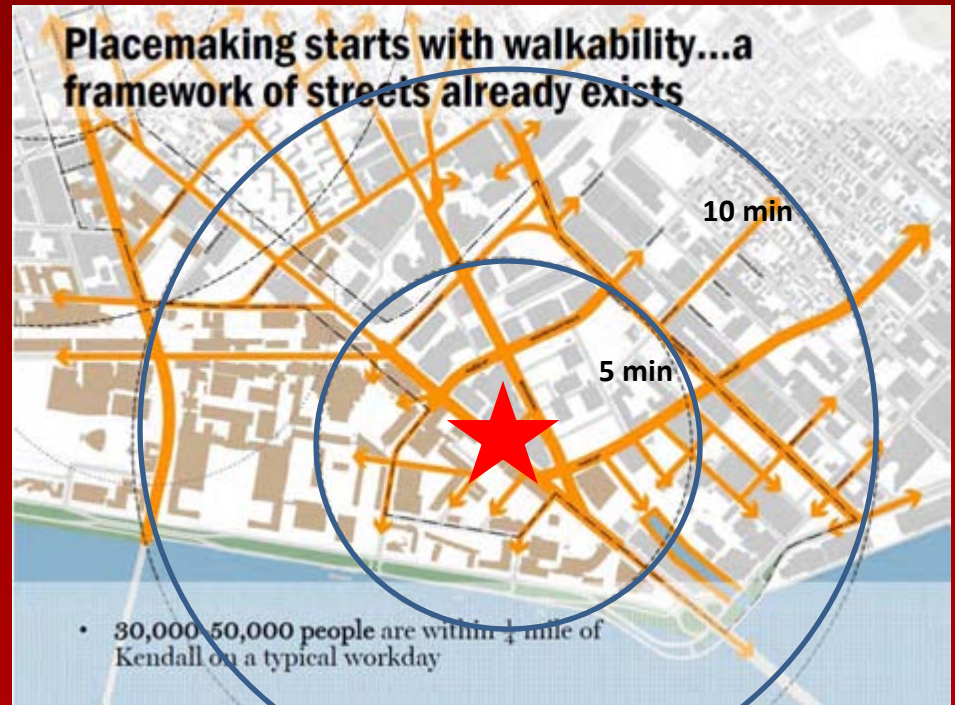 Placemaking starts with walkability...a
framework of streets already exists
10 min
5 min
• 30,000-50,000 people are within ¼ mile of
Kendall on a typical workday